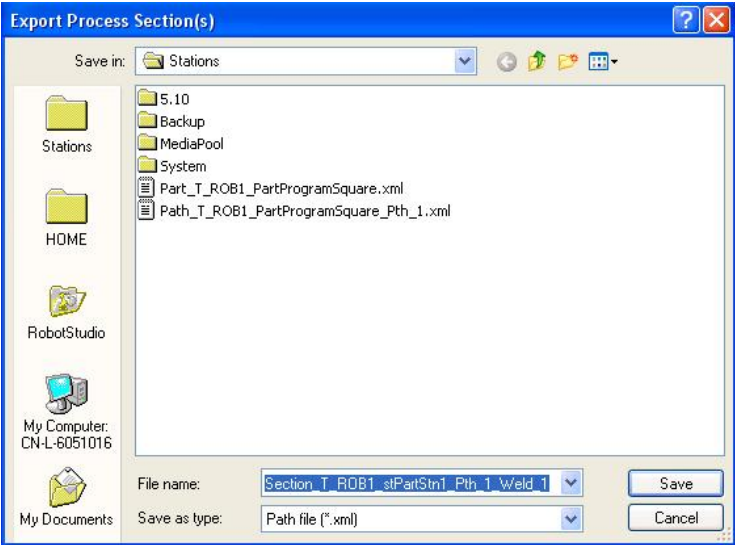 Export Process Section(s)
Save in: Stations
5.10
Backup
MediaPool
System
Part_T_ROB1_PartProgramSquare.xml
Path_T_ROB1_PartProgramSquare_Pth_1.xml
Stations
HOME
RobotStudio
My Computer:
CN-L-6051016
My Documents
File name: Section_T_ROB1_stPartStn1_Pth_1_Weld_1 Save
Save as type: Path file (*.xml) Cancel